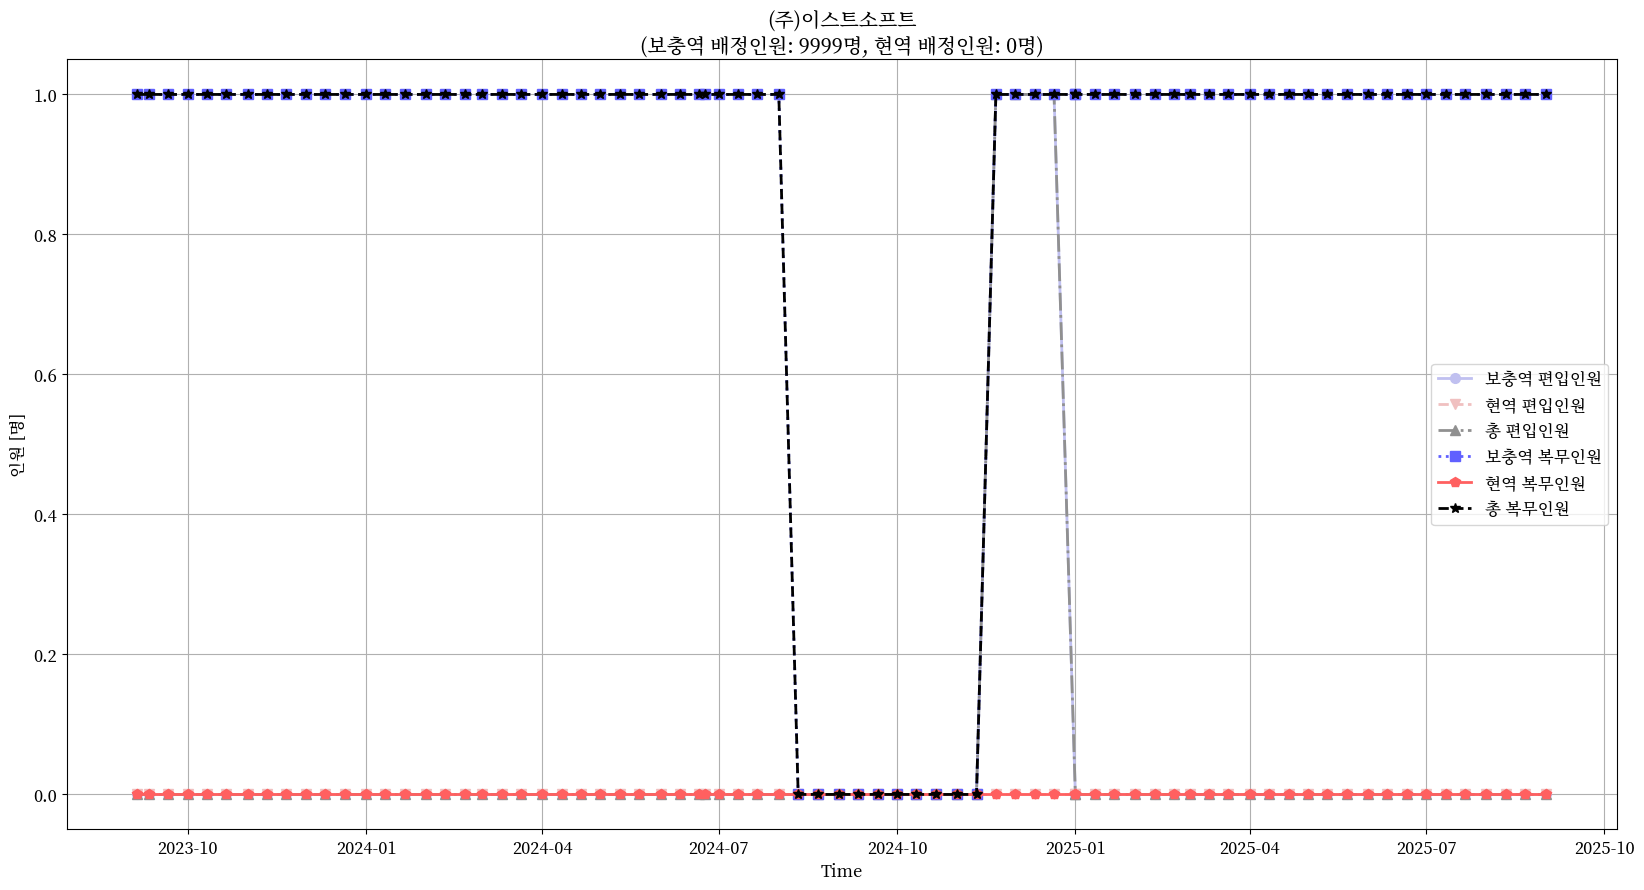 (주)이스트소프트
(보충역 배정인원: 9999명, 현역 배정인원: 0명)
인원 [명]
1.0
0.8
0.6
0.4
0.2
0.0
보충역 편입인원
현역 편입인원
총 편입인원
보충역 복무인원
현역 복무인원
총 복무인원
2023-10
2024-01
2024-04
2024-07
2024-10
2025-01
2025-04
2025-07
2025-10
Time